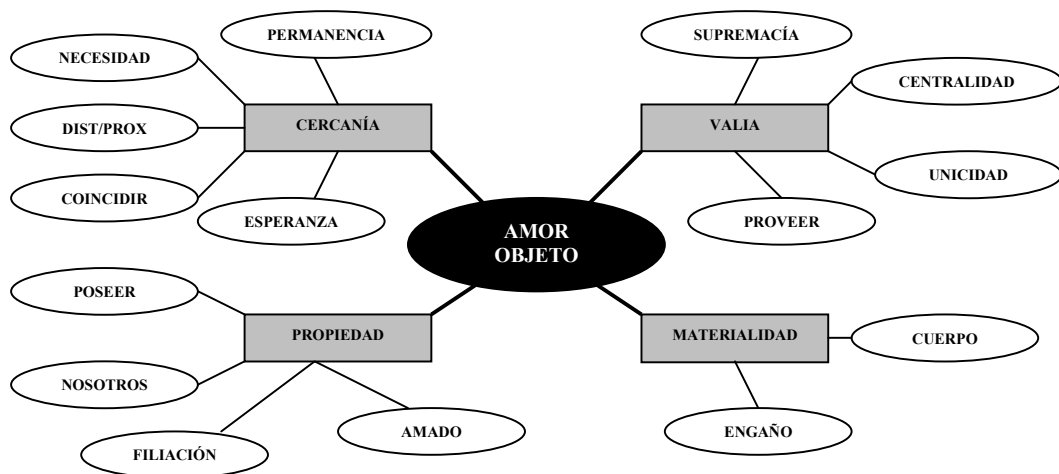 PERMANENCIA
SUPREMACÍA
NECESIDAD
CENTRALIDAD
DIST/PROX
CERCANÍA
VALIA
COINCIDIR
UNICIDAD
ESPERANZA
PROVEER
AMOR
OBJETO
POSEER
PROPIEDAD
MATERIALIDAD
CUERPO
NOSOTROS
AMADO
ENGAÑO
FILIACIÓN